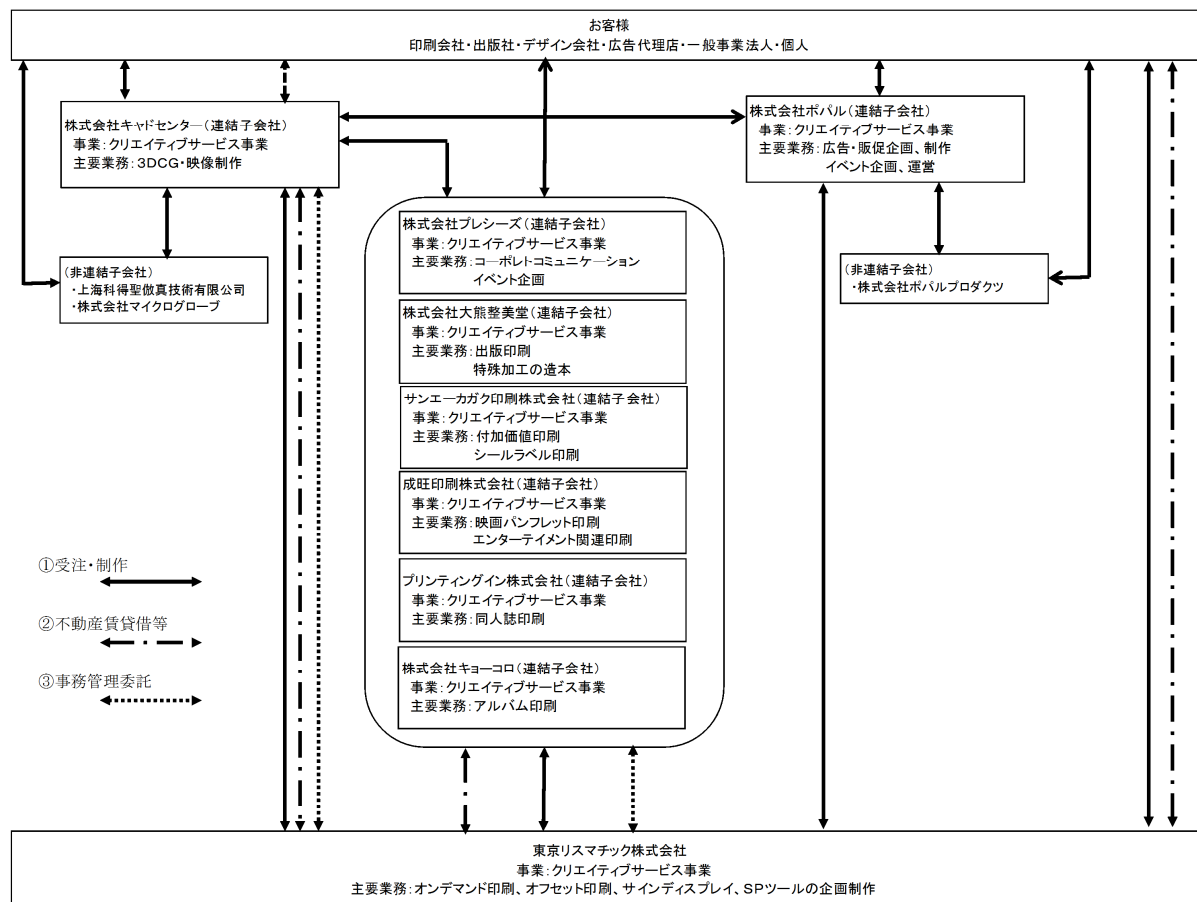 お客様
印刷会社・出版社・デザイン会社・広告代理店・一般事業法人・個人
株式会社キャドセンター（連結子会社）
事業：クリエイティブサービス事業
主要業務：3DCG・映像制作
株式会社ポパル（連結子会社）
事業：クリエイティブサービス事業
主要業務：広告・販促企画、制作
イベント企画、運営
（非連結子会社）
・上海科得聖倣真技術有限公司
・株式会社マイクログローブ
（非連結子会社）
・株式会社ポパルプロダクツ
株式会社プレシーズ（連結子会社）
事業：クリエイティブサービス事業
主要業務：コーポレトコミュニケーション
イベント企画
株式会社大熊整美堂（連結子会社）
事業：クリエイティブサービス事業
主要業務：出版印刷
特殊加工の造本
サンエーカガク印刷株式会社（連結子会社）
事業：クリエイティブサービス事業
主要業務：付加価値印刷
シールラベル印刷
成旺印刷株式会社（連結子会社）
事業：クリエイティブサービス事業
主要業務：映画パンフレット印刷
エンターテイメント関連印刷
プリンティングイン株式会社（連結子会社）
事業：クリエイティブサービス事業
主要業務：同人誌印刷
株式会社キョーコロ（連結子会社）
事業：クリエイティブサービス事業
主要業務：アルバム印刷
①受注・制作
②不動産賃貸借等
③事務管理委託
東京リスマチック株式会社
事業：クリエイティブサービス事業
主要業務：オンデマンド印刷、オフセット印刷、サインディスプレイ、SPツールの企画制作